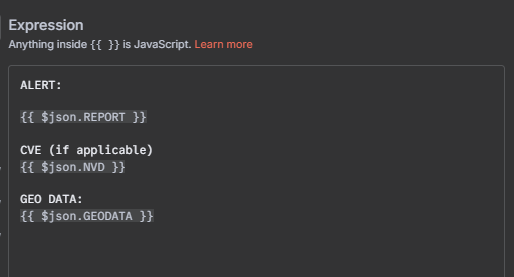 Expression
Anything inside {{ }} is JavaScript. Learn more
ALERT:
{{ $json.REPORT }}
CVE (if applicable)
{{ $json.NVD }}
GEO DATA:
{{ $json.GEODATA }}